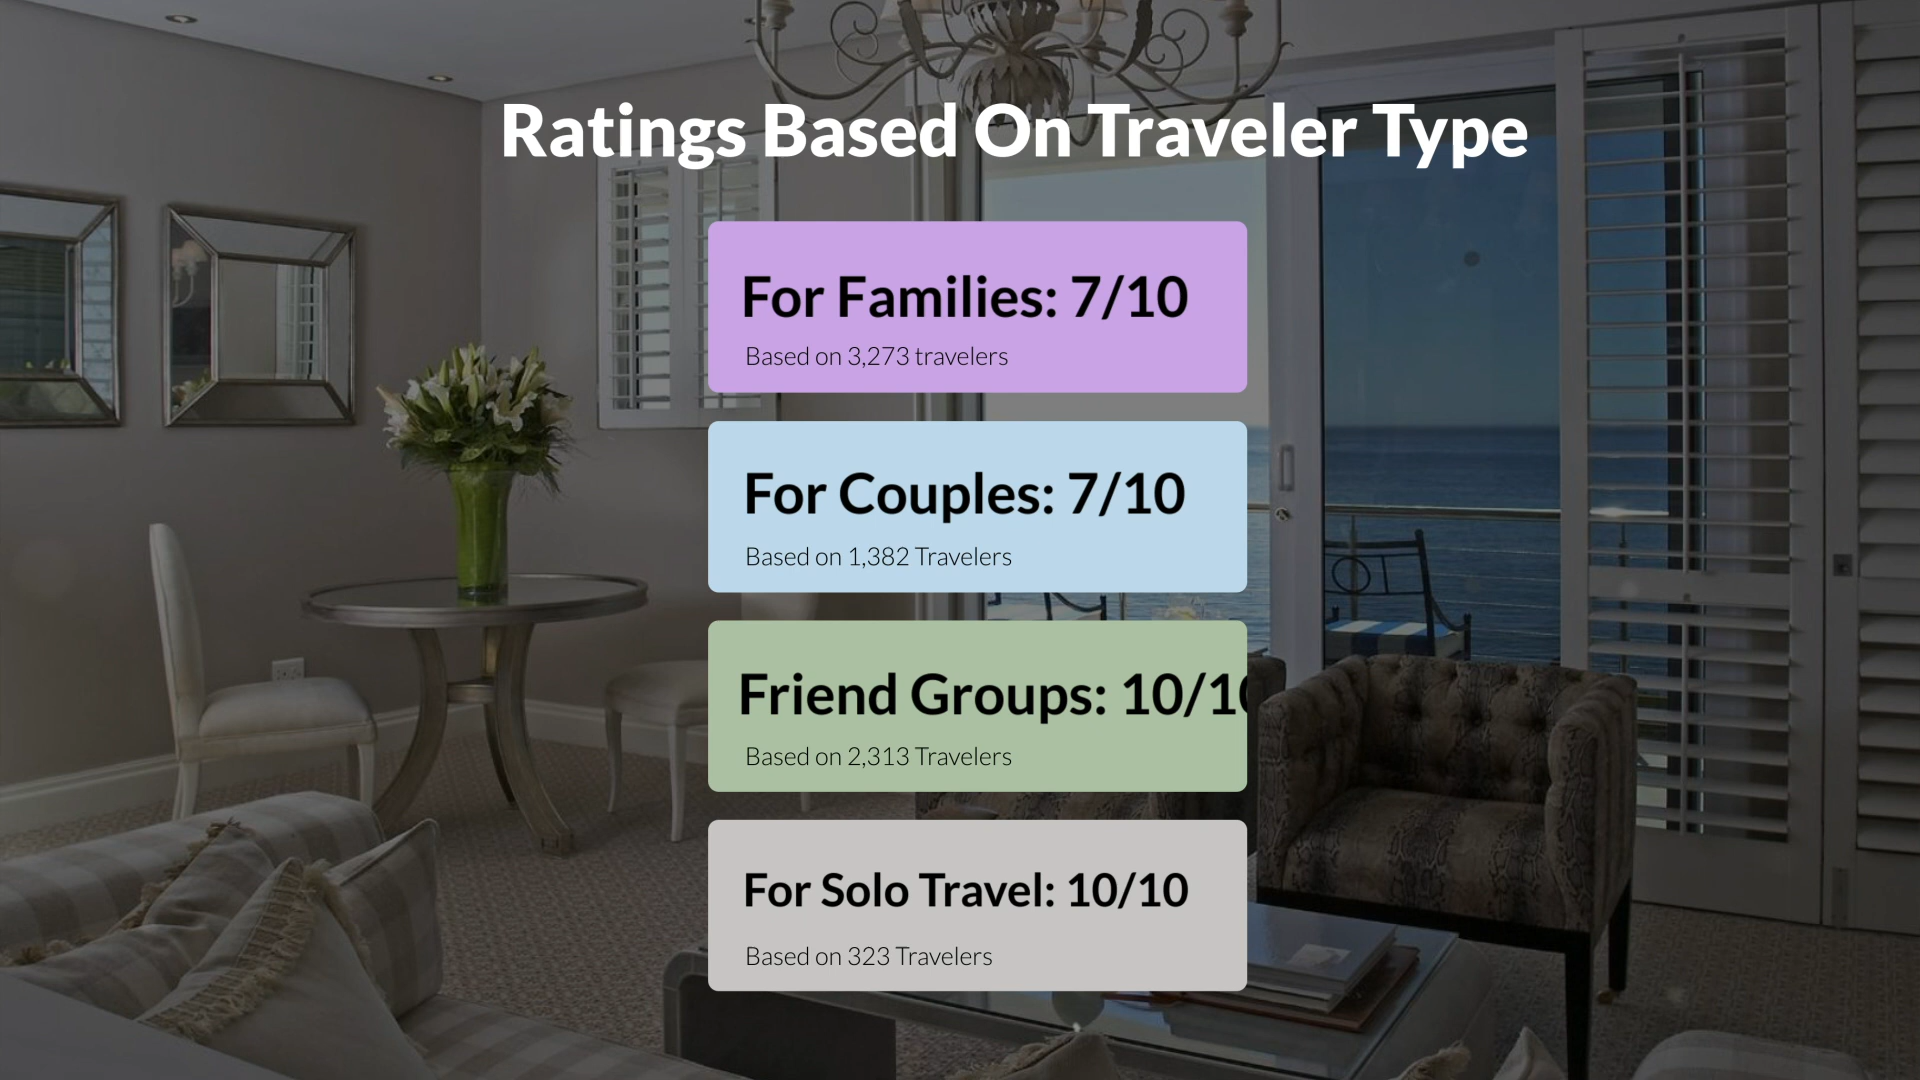 Ratings Based On Traveler Type
For Families: 7/10
Based on 3,273 travelers
For Couples: 7/10
Based on 1,382 Travelers
Friend Groups: 10/10
Based on 2,313 Travelers
For Solo Travel: 10/10
Based on 323 Travelers